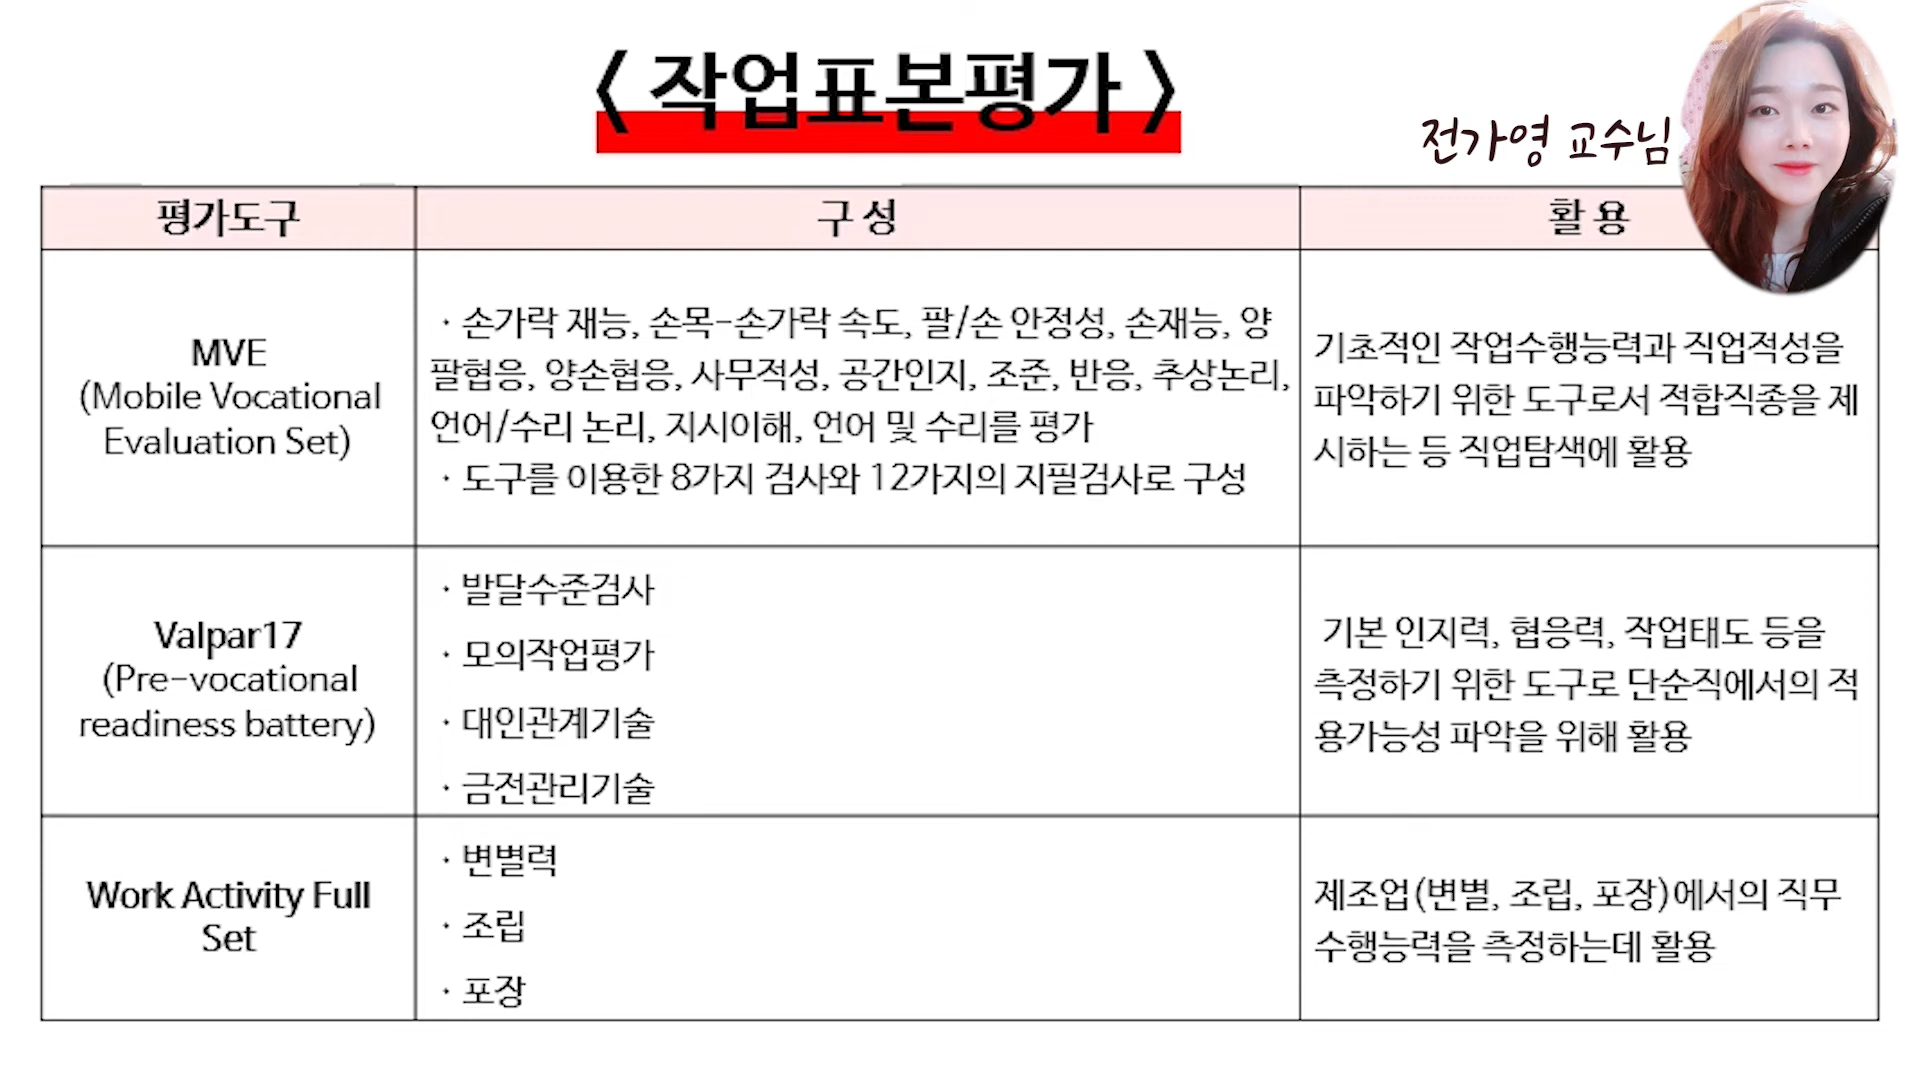 〈 작업표본평가 〉
전가영 교수님
평가도구
구 성
활 용
MVE
(Mobile Vocational
Evaluation Set)
· 손가락 재능, 손목-손가락 속도, 팔/손 안정성, 손재능, 양
팔협응, 양손협응, 사무적성, 공간인지, 조준, 반응, 추상논리,
언어/수리 논리, 지시이해, 언어 및 수리를 평가
· 도구를 이용한 8가지 검사와 12가지의 지필검사로 구성
기초적인 작업수행능력과 직업적성을
파악하기 위한 도구로서 적합직종을 제
시하는 등 직업탐색에 활용
Valpar17
(Pre-vocational
readiness battery)
· 발달수준검사
· 모의작업평가
· 대인관계기술
· 금전관리기술
기본 인지력, 협응력, 작업태도 등을
측정하기 위한 도구로 단순직에서의 적
용가능성 파악을 위해 활용
Work Activity Full
Set
· 변별력
· 조립
· 포장
제조업(변별, 조립, 포장)에서의 직무
수행능력을 측정하는데 활용